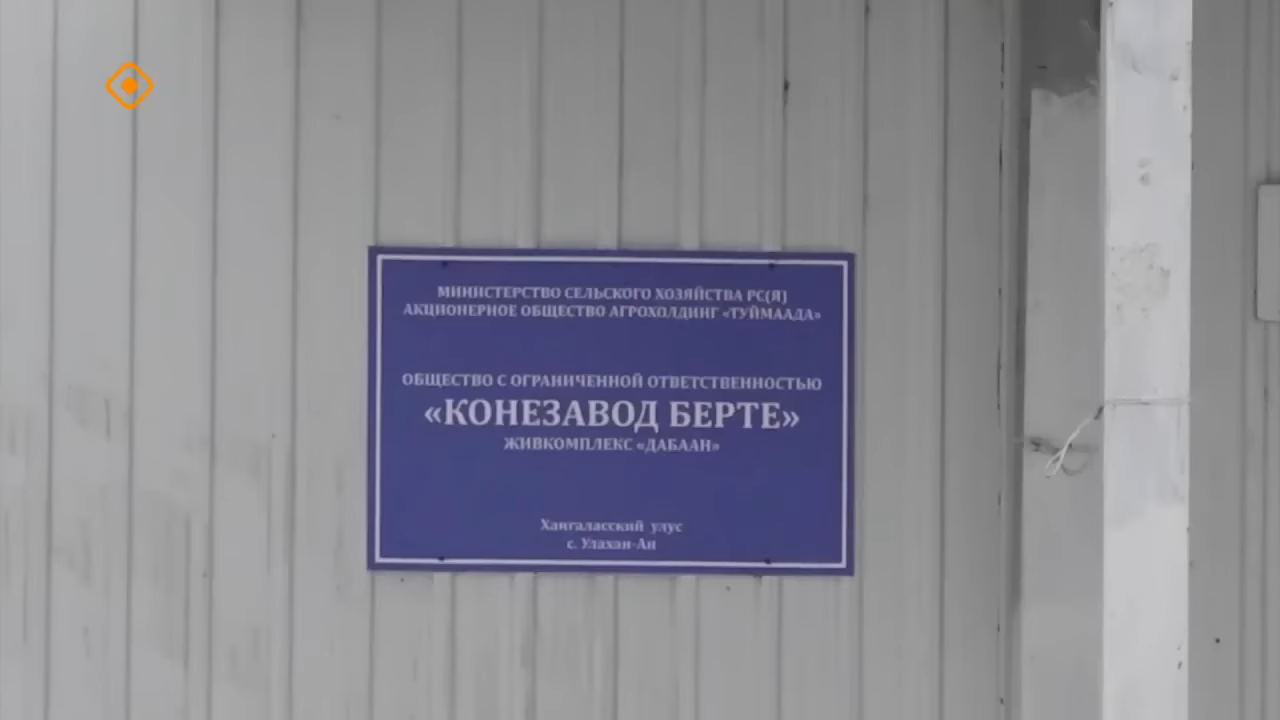 МИНИСТЕРСТВО СЕЛЬСКОГО ХОЗЯЙСТВА РС(Я)
АКЦИОНЕРНОЕ ОБЩЕСТВО АГРОХОЛДИНГ «ТУЙМААДА»
ОБЩЕСТВО С ОГРАНИЧЕННОЙ ОТВЕТСТВЕННОСТЬЮ
«КОНЕЗАВОД БЕРТЕ»
ЖИВКОМПЛЕКС «ДАБААН»
Хангаласский улус
с. Улахан-Ан